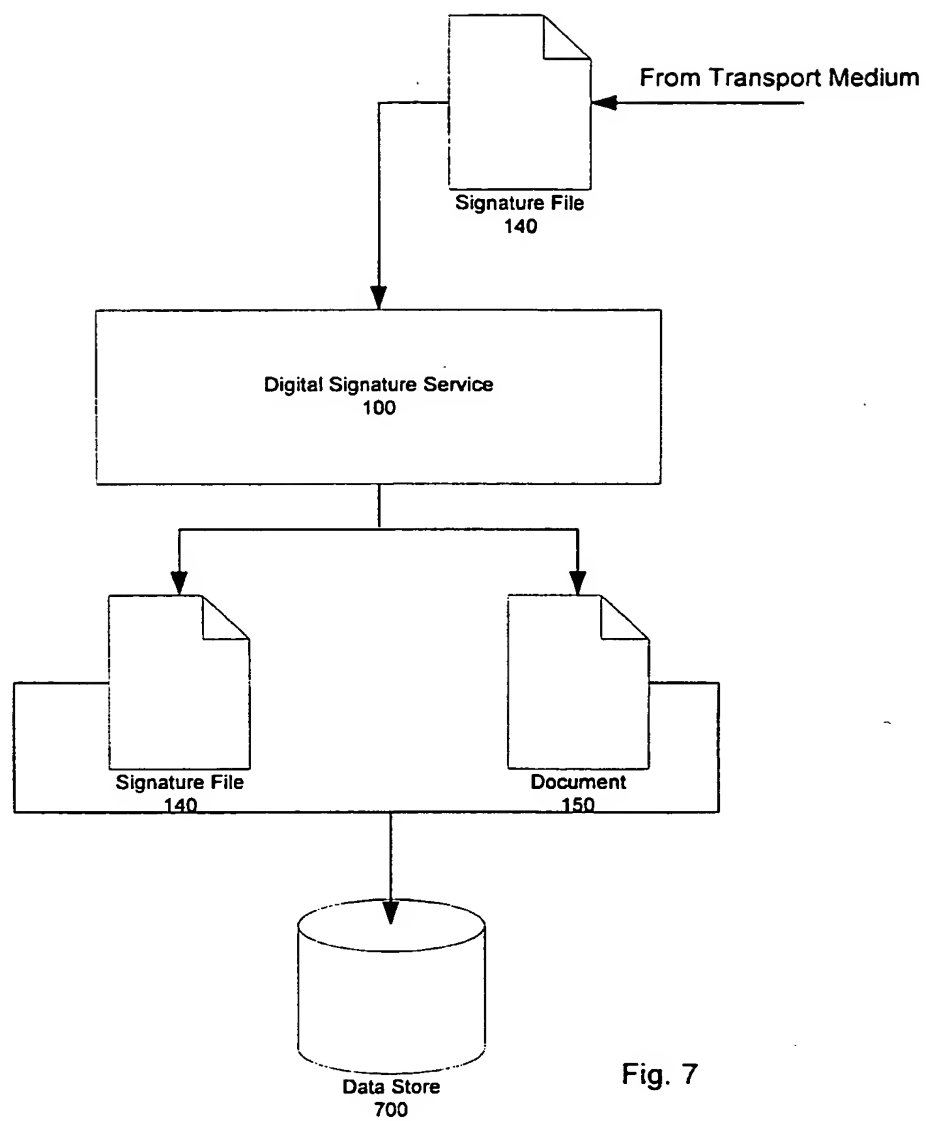 From Transport Medium
Signature File
140
Digital Signature Service
100
Signature File
140
Document
150
Data Store
700
Fig. 7